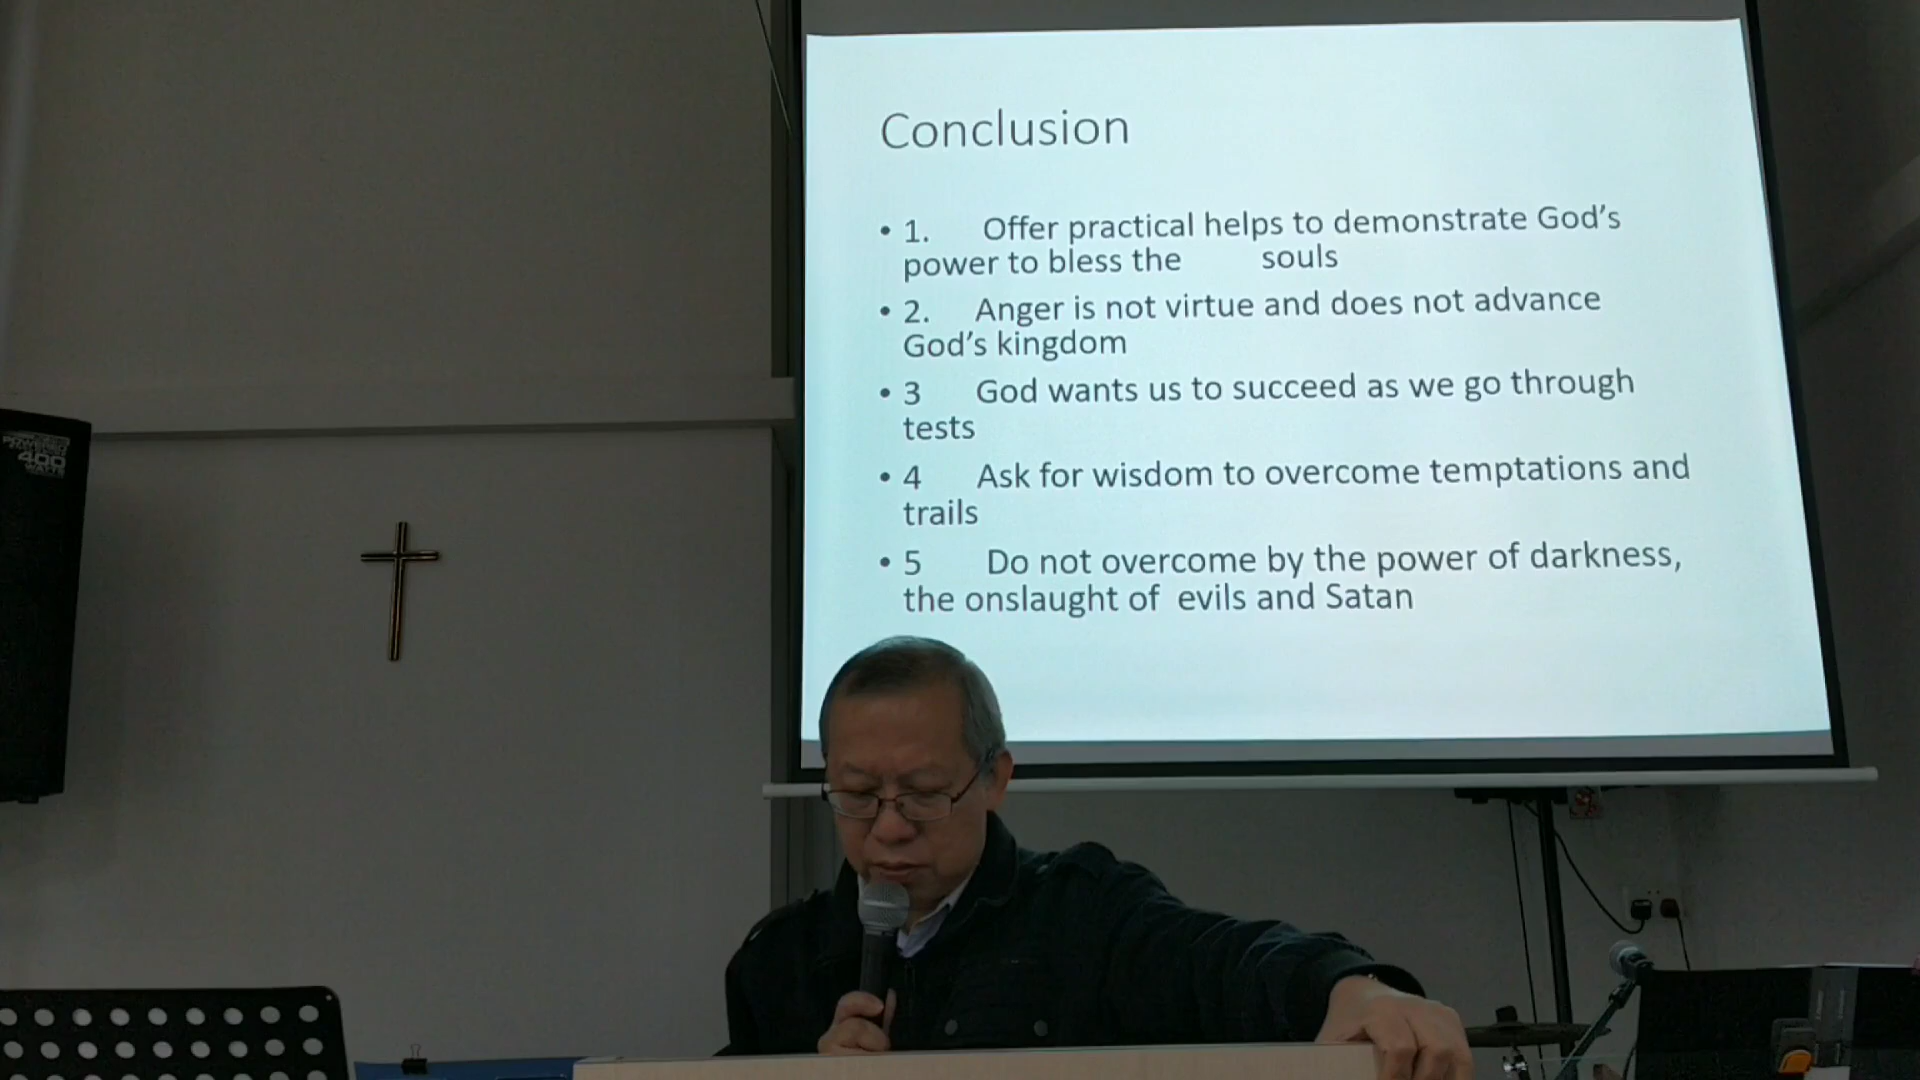 Conclusion
• 1. Offer practical helps to demonstrate God's
power to bless the souls
• 2. Anger is not virtue and does not advance
God's kingdom
• 3 God wants us to succeed as we go through
tests
• 4 Ask for wisdom to overcome temptations and
trails
• 5 Do not overcome by the power of darkness,
the onslaught of evils and Satan
POWERED
400
WATTS